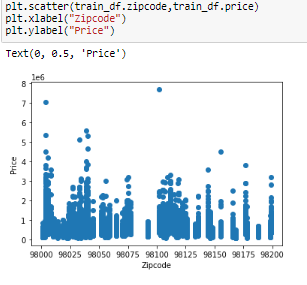 plt.scatter(train_df.zipcode,train_df.price)
plt.xlabel("Zipcode")
plt.ylabel("Price")
Text(0, 0.5, 'Price')
1e6
8
7
6
5
4
3
2
1
0
Price
98000 98025 98050 98075 98100 98125 98150 98175 98200
Zipcode